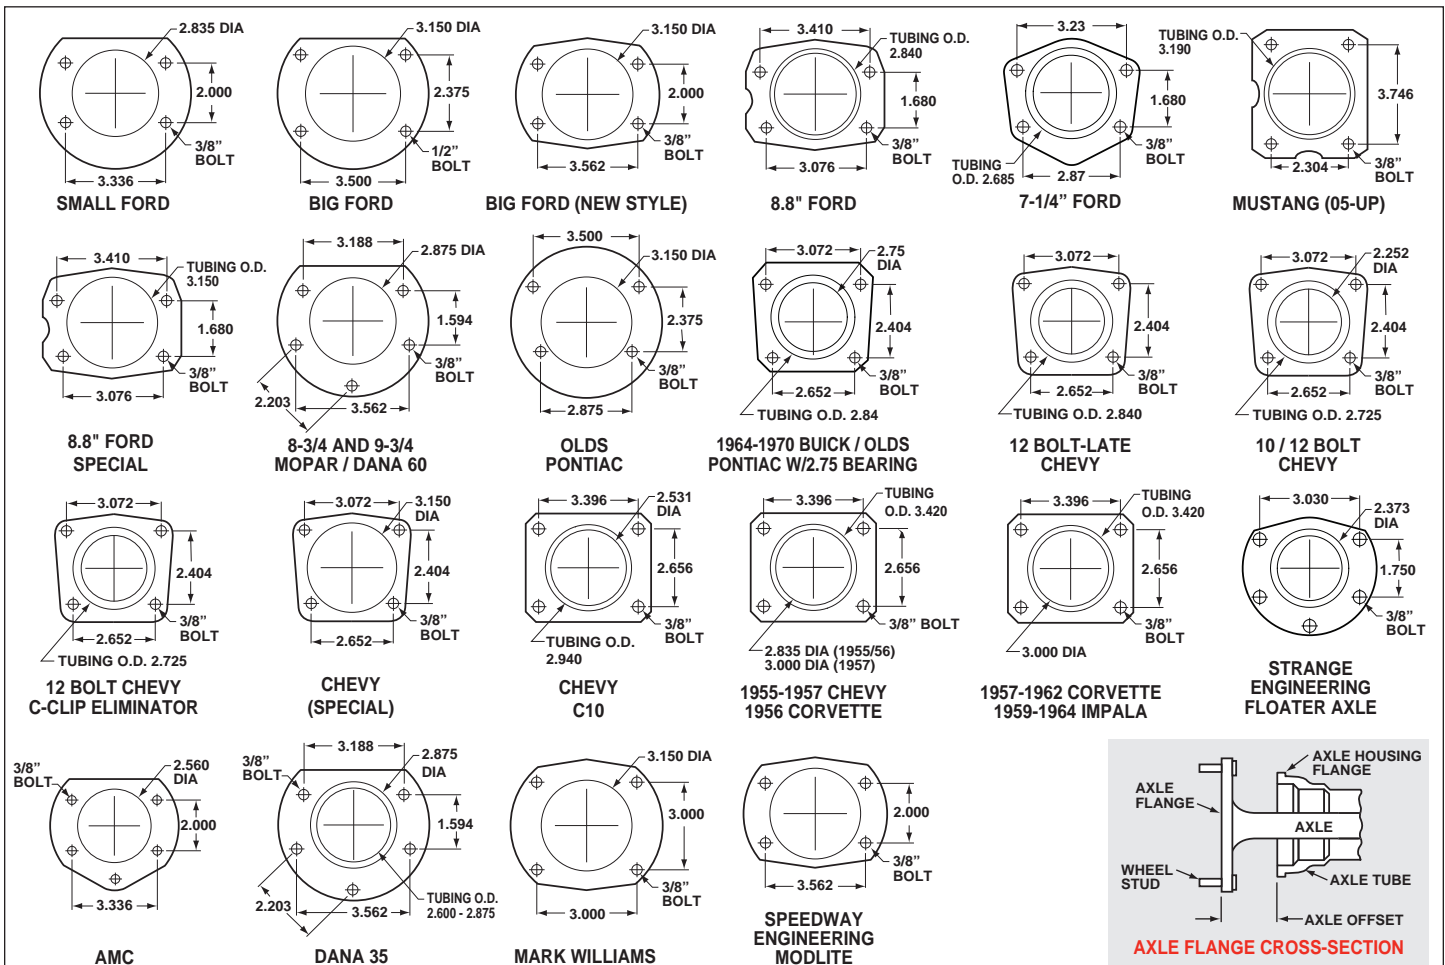 2.835 DIA
2.000
3/8”
BOLT
3.336
SMALL FORD
3.150 DIA
2.375
1/2”
BOLT
3.500
BIG FORD
3.150 DIA
2.000
3/8”
BOLT
3.562
BIG FORD (NEW STYLE)
3.410
TUBING O.D.
2.840
1.680
3/8”
BOLT
3.076
8.8" FORD
3.23
1.680
TUBING
O.D. 2.685
3/8”
BOLT
2.87
7-1/4” FORD
TUBING O.D.
3.190
3.746
3/8”
BOLT
2.304
MUSTANG (05-UP)
3.410
TUBING O.D.
3.150
1.680
3/8”
BOLT
3.076
8.8" FORD
SPECIAL
3.188
2.875 DIA
1.594
3/8”
BOLT
2.203
3.562
8-3/4 AND 9-3/4
MOPAR / DANA 60
3.500
3.150 DIA
2.375
3/8”
BOLT
2.875
OLDS
PONTIAC
3.072
2.75
DIA
2.404
3/8”
BOLT
2.652
TUBING O.D. 2.84
1964-1970 BUICK / OLDS
PONTIAC W/2.75 BEARING
3.072
2.404
3/8”
BOLT
2.652
TUBING O.D. 2.840
12 BOLT-LATE
CHEVY
3.072
2.252
DIA
2.404
3/8”
BOLT
2.652
TUBING O.D. 2.725
10 / 12 BOLT
CHEVY
3.072
2.404
3/8”
BOLT
2.652
TUBING O.D. 2.725
12 BOLT CHEVY
C-CLIP ELIMINATOR
3.072
3.150
DIA
2.404
3/8”
BOLT
2.652
CHEVY
(SPECIAL)
3.396
2.531
DIA
2.656
3/8”
BOLT
TUBING O.D.
2.940
CHEVY
C10
3.396
TUBING
O.D. 3.420
2.656
3/8” BOLT
2.835 DIA (1955/56)
3.000 DIA (1957)
1955-1957 CHEVY
1956 CORVETTE
3.396
TUBING
O.D. 3.420
2.656
3/8”
BOLT
3.000 DIA
1957-1962 CORVETTE
1959-1964 IMPALA
3.030
2.373
DIA
1.750
3/8”
BOLT
STRANGE
ENGINEERING
FLOATER AXLE
3/8”
BOLT
2.560
DIA
2.000
3.336
AMC
3/8”
BOLT
3.188
2.875
DIA
1.594
2.203
3.562
TUBING O.D.
2.600 - 2.875
DANA 35
3.150 DIA
3.000
3/8”
BOLT
3.000
MARK WILLIAMS
2.000
3/8”
BOLT
3.562
SPEEDWAY
ENGINEERING
MODLITE
AXLE HOUSING
FLANGE
AXLE
FLANGE
AXLE
WHEEL
STUD
AXLE TUBE
AXLE OFFSET
AXLE FLANGE CROSS-SECTION